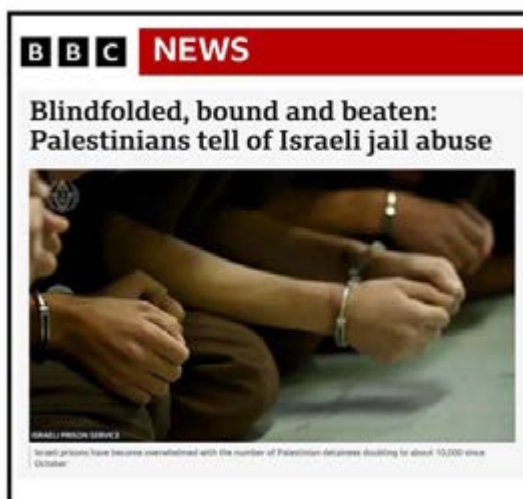 BBC NEWS
Blindfolded, bound and beaten:
Palestinians tell of Israeli jail abuse
ISRAELI PRISON SERVICE
Israeli prisons have become overwhelmed with the number of Palestinian detainees doubling to about 10,000 since
October